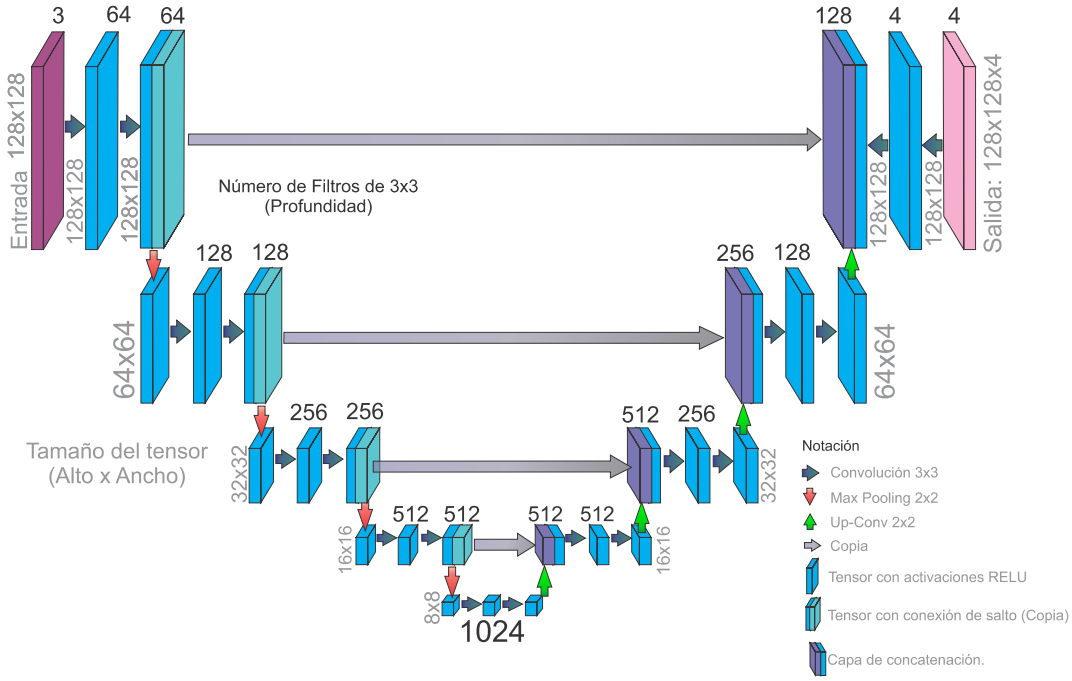 3 64 64 128 4 4
Entrada 128x128
128x128
128x128
128x128
128x128
Salida: 128x128x4
Número de Filtros de 3x3
(Profundidad)
128 128 256 128
64x64
64x64
Tamaño del tensor
(Alto x Ancho)
256 256 512 256
32x32
32x32
512 512 512 512
16x16
16x16
8x8
1024
Notación
Convolución 3x3
Max Pooling 2x2
Up-Conv 2x2
Copia
Tensor con activaciones RELU
Tensor con conexión de salto (Copia)
Capa de concatenación.